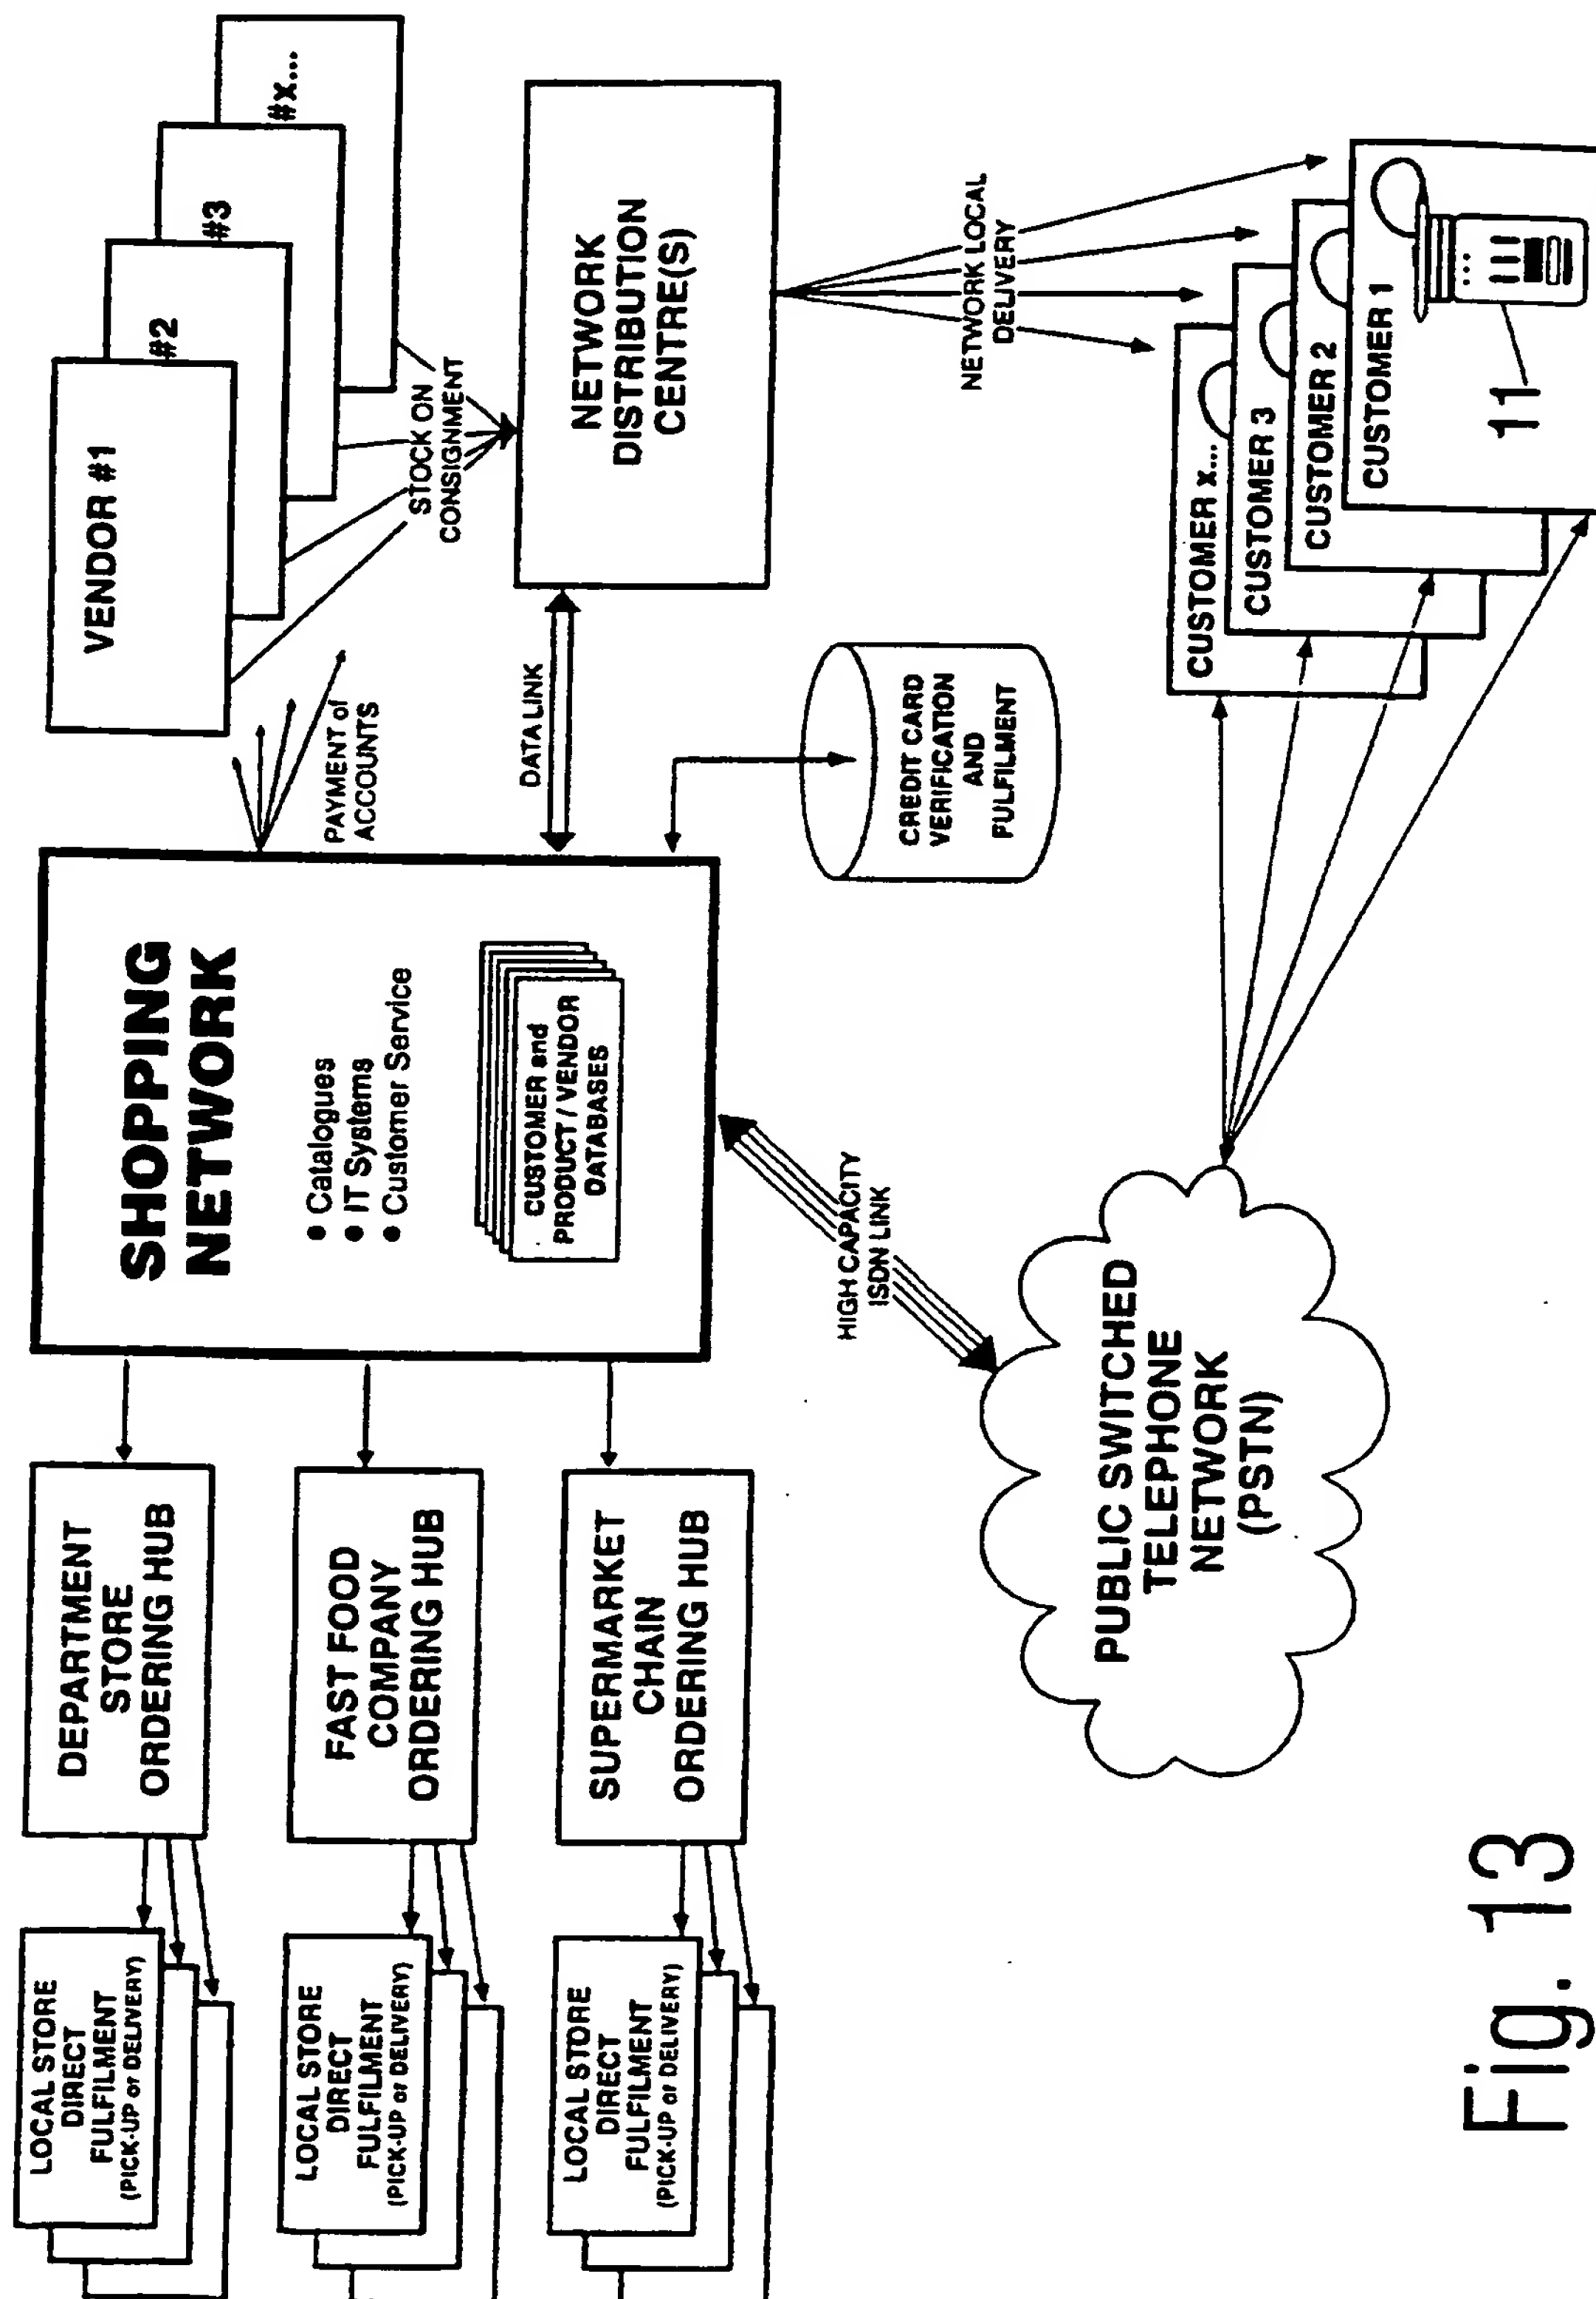 LOCAL STORE
DIRECT
FULFILMENT
(PICK-UP or DELIVERY)
DEPARTMENT
STORE
ORDERING HUB
SHOPPING
NETWORK
• Catalogues
• IT Systems
• Customer Service
CUSTOMER and
PRODUCT / VENDOR
DATABASES
PAYMENT of
ACCOUNTS
VENDOR #1
#2
#3
#x...
STOCK ON
CONSIGNMENT
LOCAL STORE
DIRECT
FULFILMENT
(PICK-UP or DELIVERY)
FAST FOOD
COMPANY
ORDERING HUB
DATA LINK
NETWORK
DISTRIBUTION
CENTRE(S)
LOCAL STORE
DIRECT
FULFILMENT
(PICK-UP or DELIVERY)
SUPERMARKET
CHAIN
ORDERING HUB
HIGH CAPACITY
ISDN LINK
CREDIT CARD
VERIFICATION
AND
FULFILMENT
NETWORK LOCAL
DELIVERY
PUBLIC SWITCHED
TELEPHONE
NETWORK
(PSTN)
CUSTOMER x...
CUSTOMER 3
CUSTOMER 2
CUSTOMER 1
11
Fig. 13